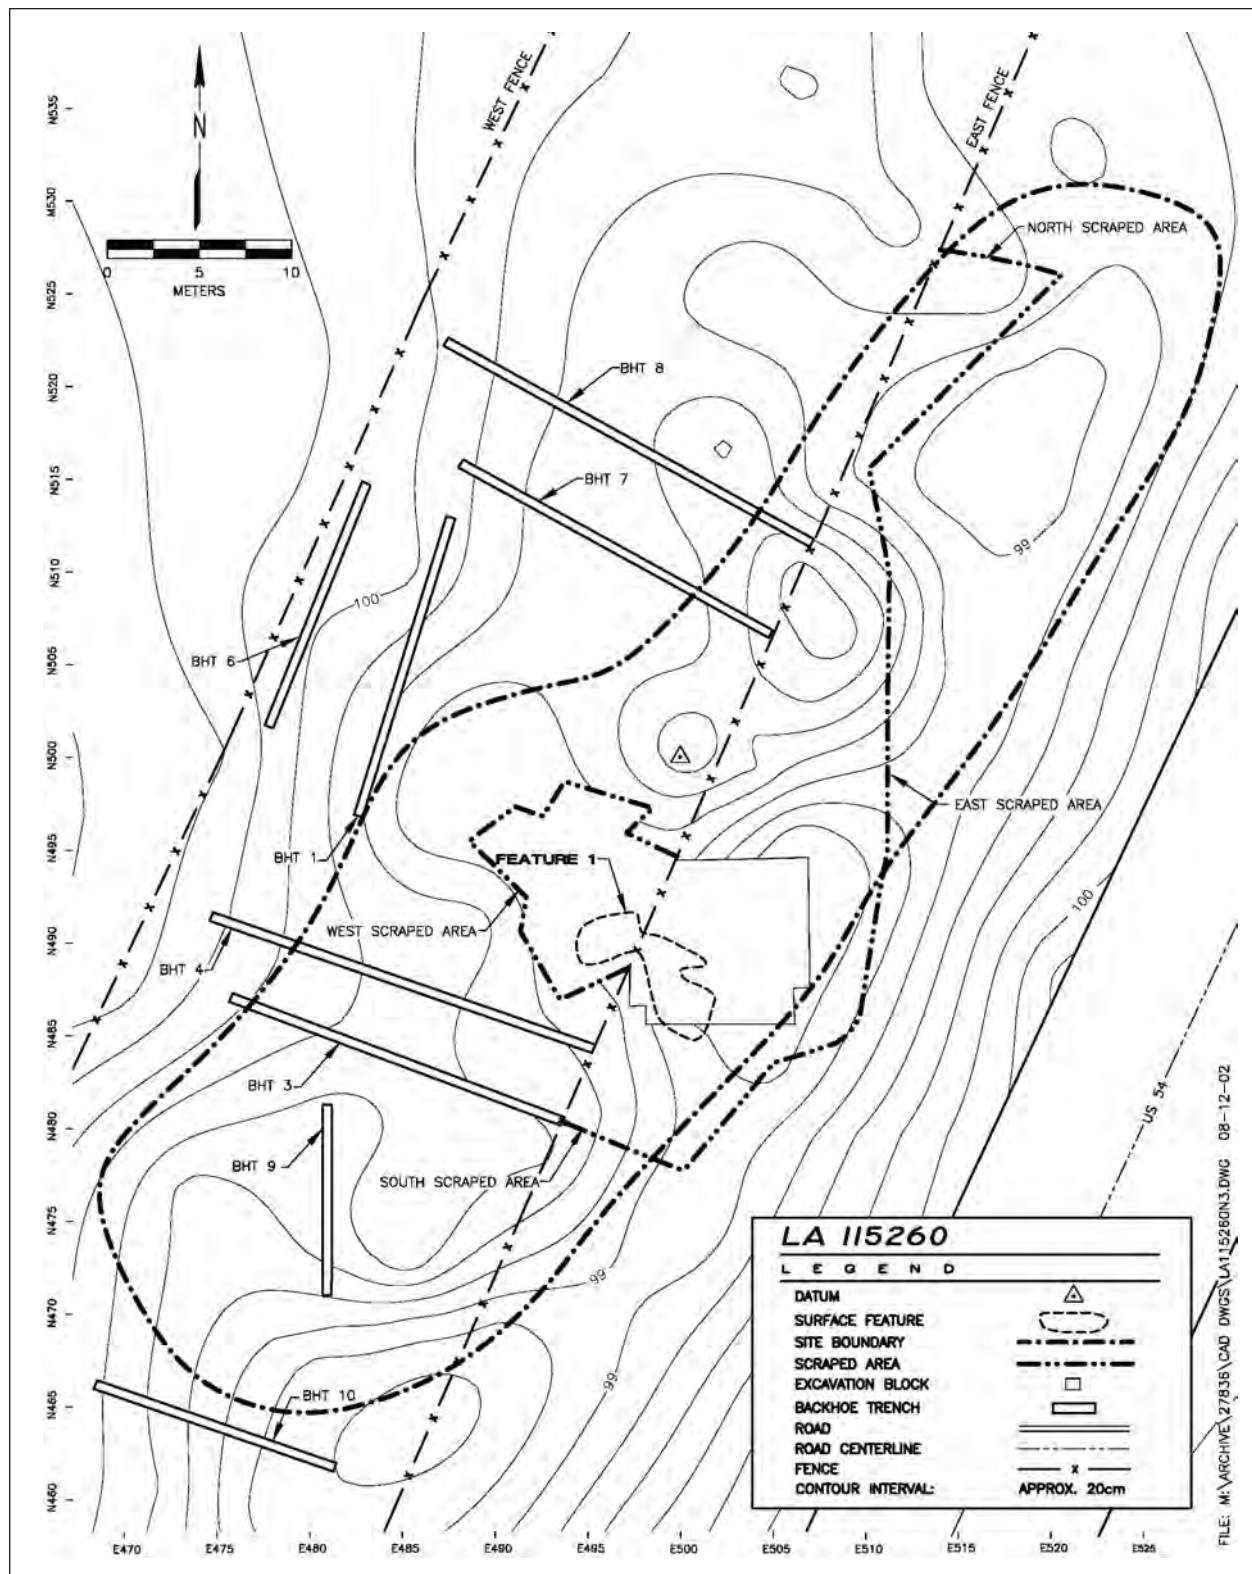 WEST FENCE
EAST FENCE
N
0 5 10
METERS
N535
N530
N525
N520
N515
N510
N505
N500
N495
N490
N485
N480
N475
N470
N465
N460
NORTH SCRAPED AREA
BHT 8
BHT 7
99
100
BHT 6
EAST SCRAPED AREA
BHT 1
FEATURE 1
WEST SCRAPED AREA
100
BHT 4
BHT 3
US 54
BHT 9
SOUTH SCRAPED AREA
99
BHT 10
LA 115260
LEGEND
DATUM
SURFACE FEATURE
SITE BOUNDARY
SCRAPED AREA
EXCAVATION BLOCK
BACKHOE TRENCH
ROAD
ROAD CENTERLINE
FENCE
CONTOUR INTERVAL: APPROX. 20cm
E470 E475 E480 E485 E490 E495 E500 E505 E510 E515 E520 E525
FILE: M:\ARCHIVE\27836\CAD DWGS\LA115260N3.DWG 08-12-02